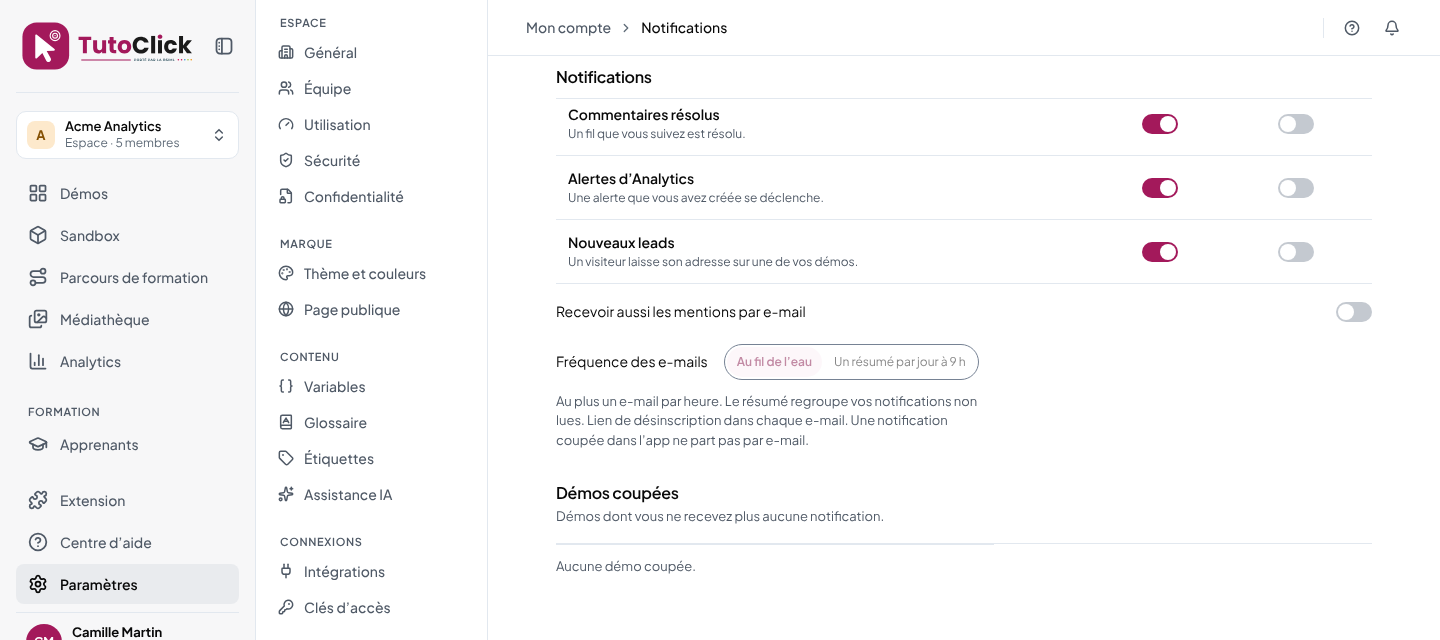 TutoClick
Acme Analytics
Espace · 5 membres
Démos
Sandbox
Parcours de formation
Médiathèque
Analytics
FORMATION
Apprenants
Extension
Centre d’aide
Paramètres
Camille Martin
ESPACE
Général
Équipe
Utilisation
Sécurité
Confidentialité
MARQUE
Thème et couleurs
Page publique
CONTENU
Variables
Glossaire
Étiquettes
Assistance IA
CONNEXIONS
Intégrations
Clés d’accès
Mon compte > Notifications
Notifications
Commentaires résolus
Un fil que vous suivez est résolu.
Alertes d’Analytics
Une alerte que vous avez créée se déclenche.
Nouveaux leads
Un visiteur laisse son adresse sur une de vos démos.
Recevoir aussi les mentions par e-mail
Fréquence des e-mails Au fil de l’eau Un résumé par jour à 9 h
Au plus un e-mail par heure. Le résumé regroupe vos notifications non
lues. Lien de désinscription dans chaque e-mail. Une notification
coupée dans l’app ne part pas par e-mail.
Démos coupées
Démos dont vous ne recevez plus aucune notification.
Aucune démo coupée.